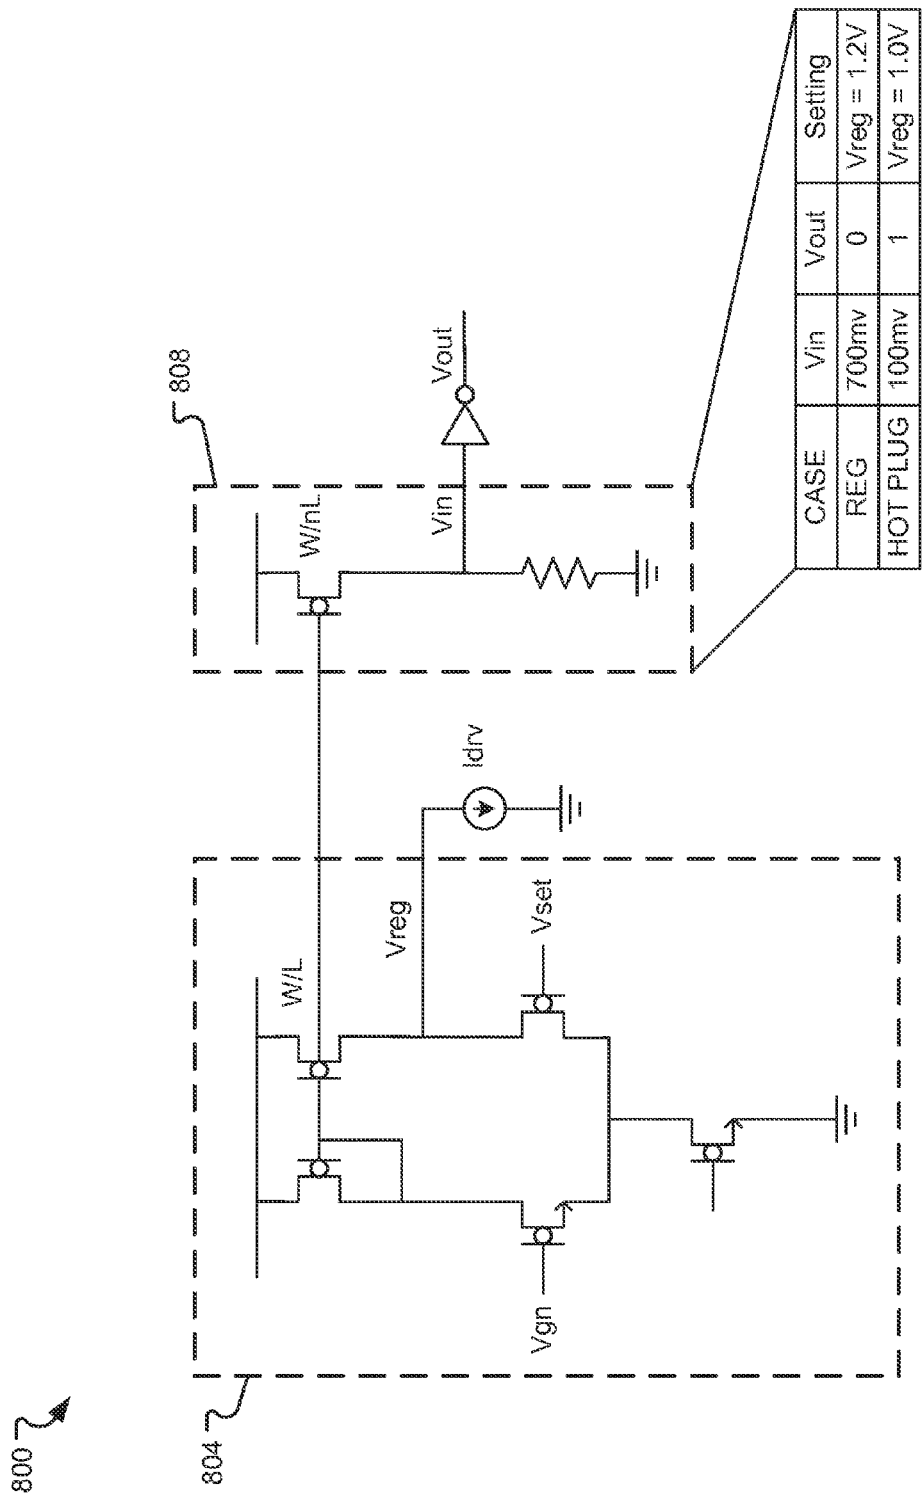 800
804
808
W/L
W/nL
Vreg
Idrv
Vgn
Vset
Vin
Vout
CASE Vin Vout Setting
REG 700mv 0 Vreg = 1.2V
HOT PLUG 100mv 1 Vreg = 1.0V